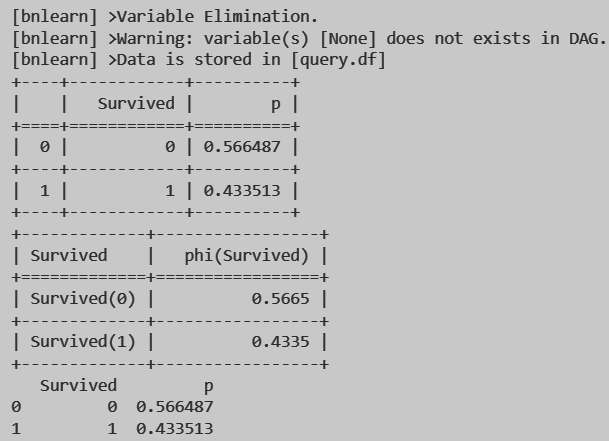 [bnlearn] >Variable Elimination.
[bnlearn] >Warning: variable(s) [None] does not exists in DAG.
[bnlearn] >Data is stored in [query.df]
+----+------------+----------+
|    |   Survived |        p |
+====+============+==========+
|  0 |          0 | 0.566487 |
+----+------------+----------+
|  1 |          1 | 0.433513 |
+----+------------+----------+
+-------------+-----------------+
| Survived    |   phi(Survived) |
+=============+=================+
| Survived(0) |          0.5665 |
+-------------+-----------------+
| Survived(1) |          0.4335 |
+-------------+-----------------+
   Survived         p
0         0  0.566487
1         1  0.433513